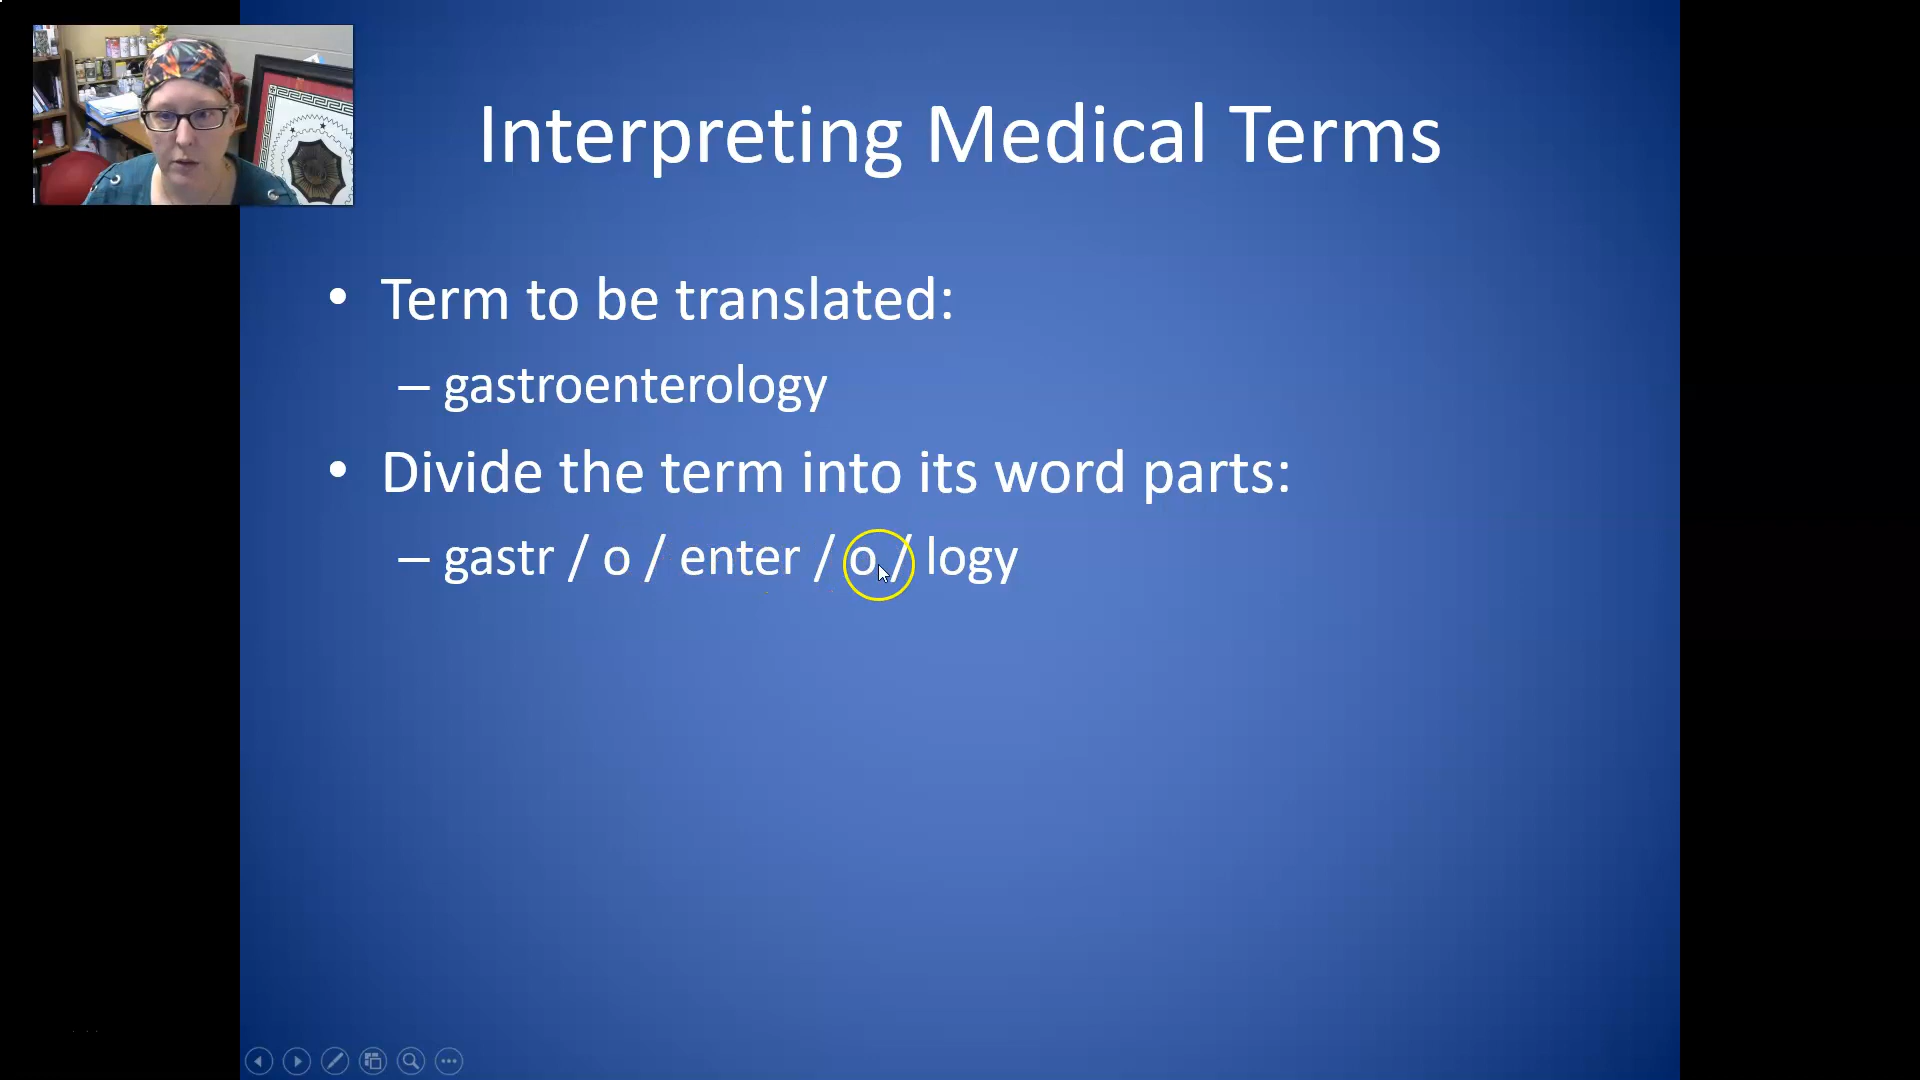 Interpreting Medical Terms
• Term to be translated:
– gastroenterology
• Divide the term into its word parts:
– gastr / o / enter / o / logy